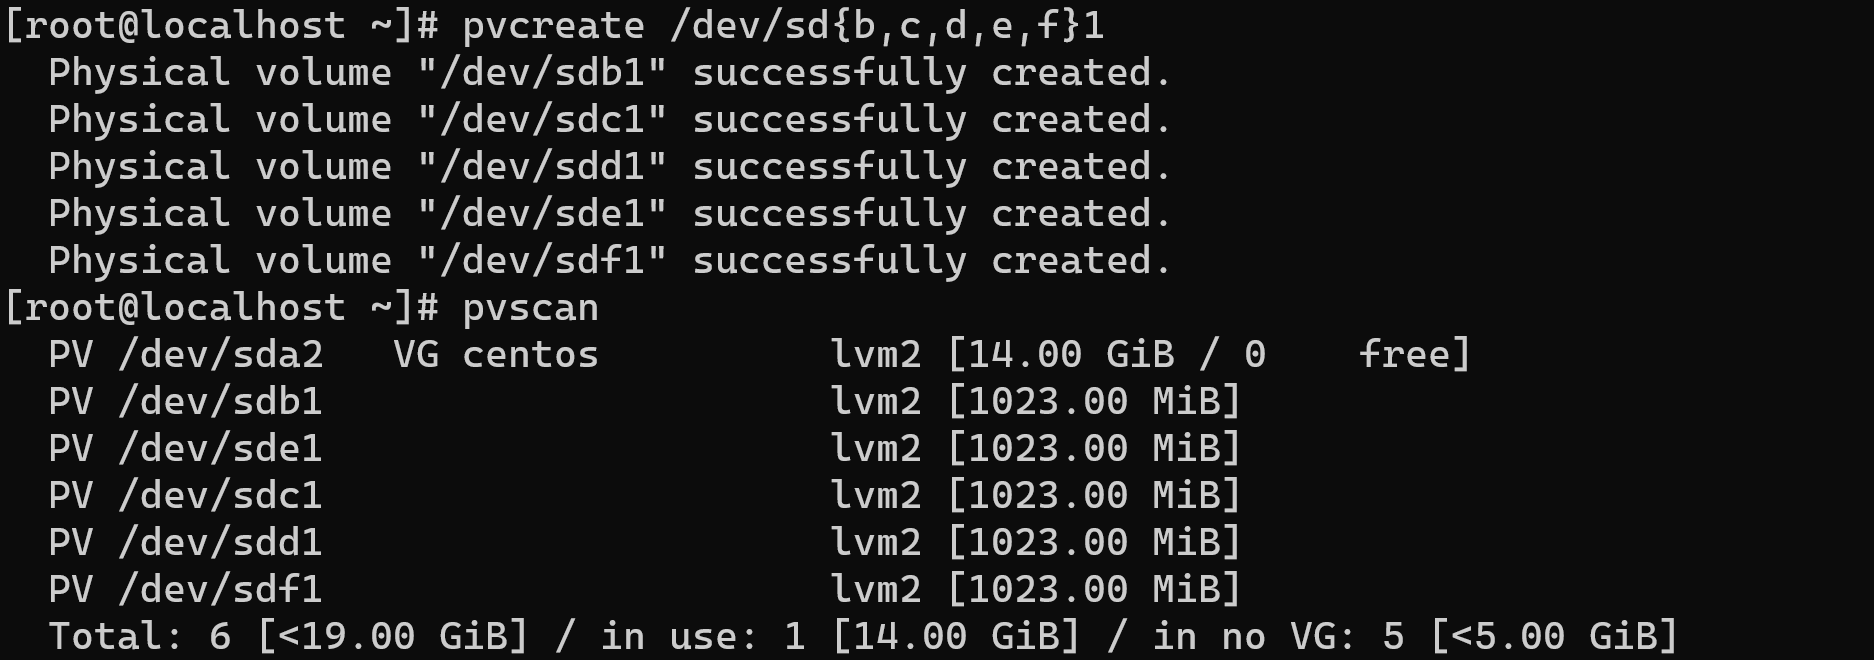 [root@localhost ~]# pvcreate /dev/sd{b,c,d,e,f}1
  Physical volume "/dev/sdb1" successfully created.
  Physical volume "/dev/sdc1" successfully created.
  Physical volume "/dev/sdd1" successfully created.
  Physical volume "/dev/sde1" successfully created.
  Physical volume "/dev/sdf1" successfully created.
[root@localhost ~]# pvscan
  PV /dev/sda2   VG centos          lvm2 [14.00 GiB / 0    free]
  PV /dev/sdb1                      lvm2 [1023.00 MiB]
  PV /dev/sde1                      lvm2 [1023.00 MiB]
  PV /dev/sdc1                      lvm2 [1023.00 MiB]
  PV /dev/sdd1                      lvm2 [1023.00 MiB]
  PV /dev/sdf1                      lvm2 [1023.00 MiB]
  Total: 6 [<19.00 GiB] / in use: 1 [14.00 GiB] / in no VG: 5 [<5.00 GiB]